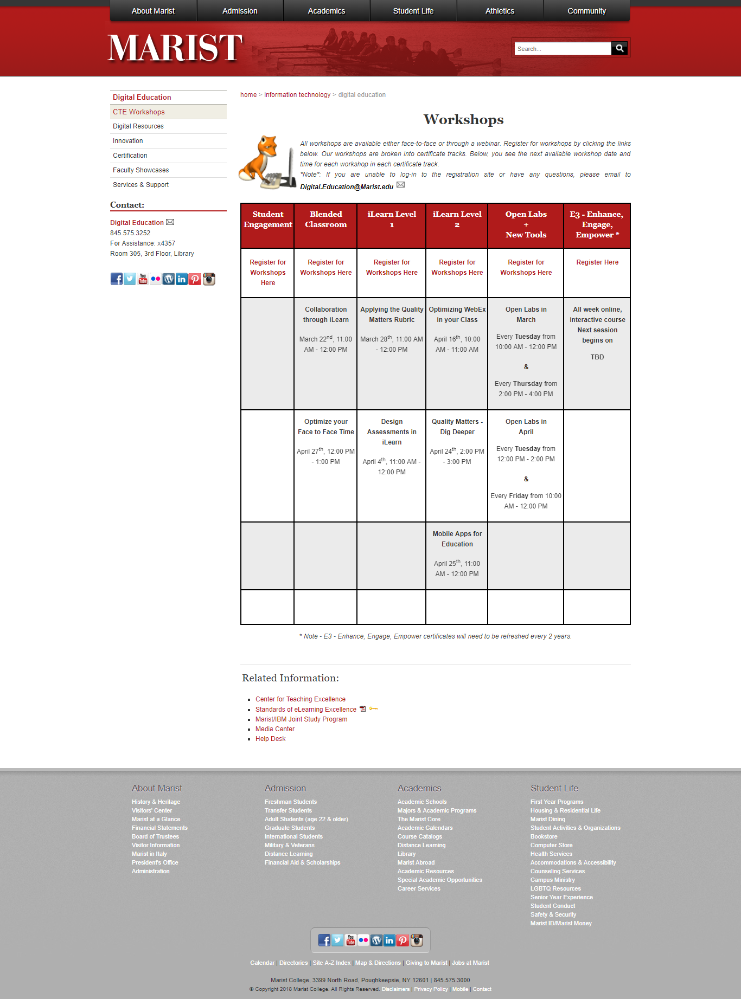 About Marist
Admission
Academics
Student Life
Athletics
Community
MARIST
Search...
Digital Education
CTE Workshops
Digital Resources
Innovation
Certification
Faculty Showcases
Services & Support
Contact:
Digital Education
845.575.3252
For Assistance: x4357
Room 305, 3rd Floor, Library
home > information technology > digital education
Workshops
All workshops are available either face-to-face or through a webinar. Register for workshops by clicking the links
below. Our workshops are broken into certificate tracks. Below, you see the next available workshop date and
time for each workshop in each certificate track.
*Note*: If you are unable to log-in to the registration site or have any questions, please email to
Digital.Education@Marist.edu
Student
Engagement
Blended
Classroom
iLearn Level
1
iLearn Level
2
Open Labs
+
New Tools
E3 - Enhance,
Engage,
Empower *
Register for
Workshops
Here
Register for
Workshops Here
Register for
Workshops Here
Register for
Workshops Here
Register for
Workshops Here
Register Here
Collaboration
through iLearn
March 22nd, 11:00
AM - 12:00 PM
Applying the Quality
Matters Rubric
March 28th, 11:00 AM
- 12:00 PM
Optimizing WebEx
in your Class
April 16th, 10:00
AM - 11:00 AM
Open Labs in
March
Every Tuesday from
10:00 AM - 12:00 PM
&
Every Thursday from
2:00 PM - 4:00 PM
All week online,
interactive course
Next session
begins on
TBD
Optimize your
Face to Face Time
April 27th, 12:00 PM
- 1:00 PM
Design
Assessments in
iLearn
April 4th, 11:00 AM -
12:00 PM
Quality Matters -
Dig Deeper
April 24th, 2:00 PM
- 3:00 PM
Open Labs in
April
Every Tuesday from
12:00 PM - 2:00 PM
&
Every Friday from 10:00
AM - 12:00 PM
Mobile Apps for
Education
April 25th, 11:00
AM - 12:00 PM
* Note - E3 - Enhance, Engage, Empower certificates will need to be refreshed every 2 years.
Related Information:
Center for Teaching Excellence
Standards of eLearning Excellence
Marist/IBM Joint Study Program
Media Center
Help Desk
About Marist
History & Heritage
Visitors' Center
Marist at a Glance
Financial Statements
Board of Trustees
Visitor Information
Marist in Italy
President's Office
Administration
Admission
Freshman Students
Transfer Students
Adult Students (age 22 & older)
Graduate Students
International Students
Military & Veterans
Distance Learning
Financial Aid & Scholarships
Academics
Academic Schools
Majors & Academic Programs
The Marist Core
Academic Calendars
Course Catalogs
Distance Learning
Library
Marist Abroad
Academic Resources
Special Academic Opportunities
Career Services
Student Life
First Year Programs
Housing & Residential Life
Marist Dining
Student Activities & Organizations
Bookstore
Computer Store
Health Services
Accommodations & Accessibility
Counseling Services
Campus Ministry
LGBTQ Resources
Senior Year Experience
Student Conduct
Safety & Security
Marist ID/Marist Money
Calendar | Directories | Site A-Z Index | Map & Directions | Giving to Marist | Jobs at Marist
Marist College, 3399 North Road, Poughkeepsie, NY 12601 | 845.575.3000
© Copyright 2018 Marist College. All Rights Reserved. Disclaimers | Privacy Policy | Mobile | Contact